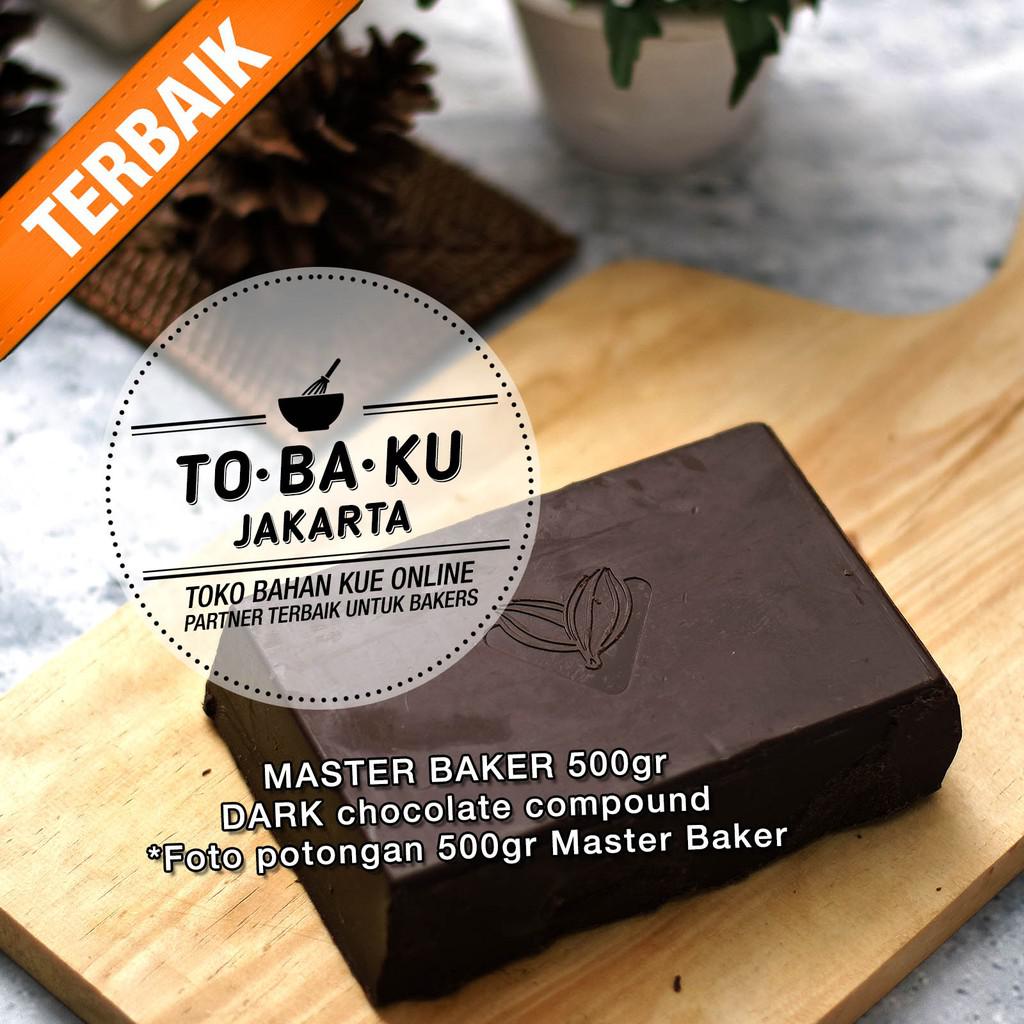 TERBAIK
TO•BA•KU
JAKARTA
TOKO BAHAN KUE ONLINE
PARTNER TERBAIK UNTUK BAKERS
MASTER BAKER 500gr
DARK chocolate compound
*Foto potongan 500gr Master Baker